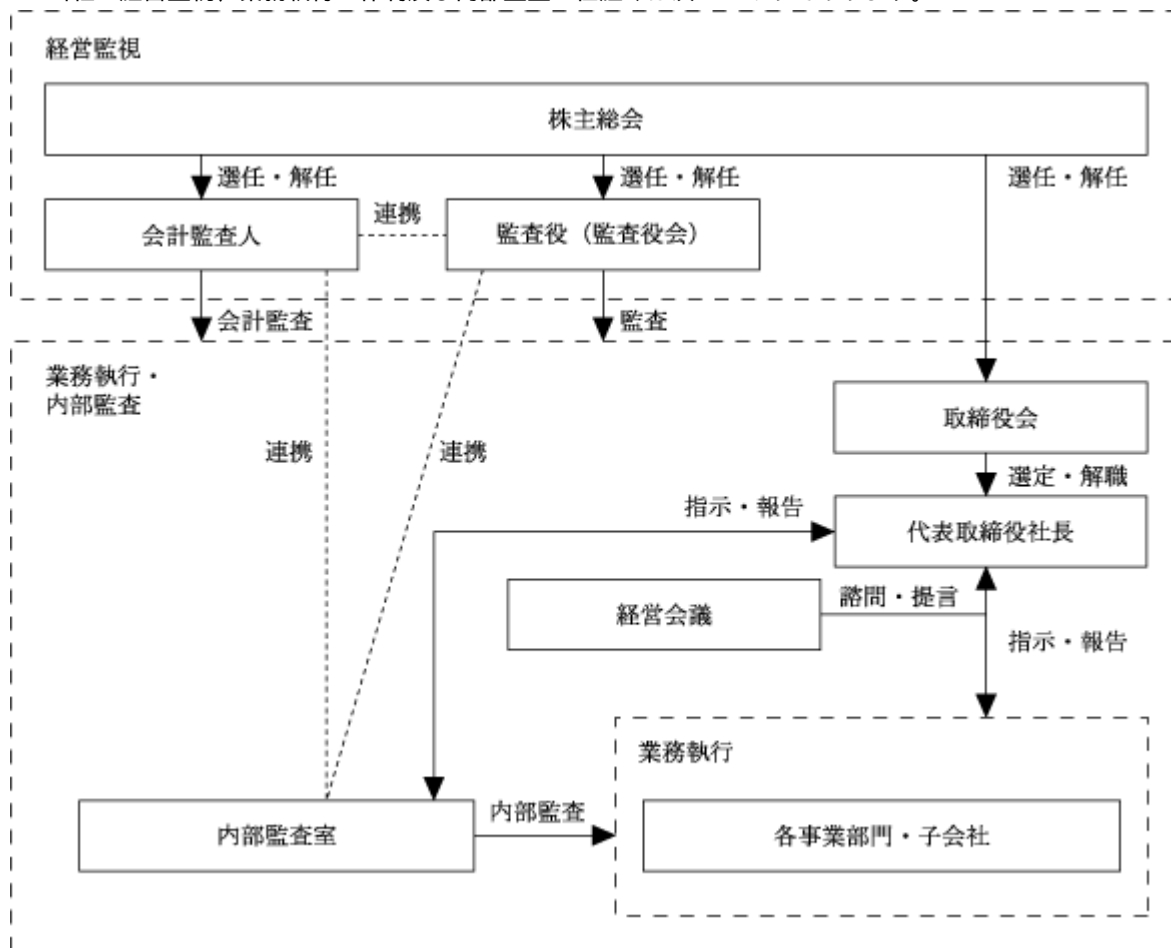 経営監視
株主総会
選任・解任
選任・解任
選任・解任
会計監査人
連携
監査役（監査役会）
会計監査
監査
業務執行・
内部監査
取締役会
連携
連携
選定・解職
指示・報告
代表取締役社長
経営会議
諮問・提言
指示・報告
業務執行
内部監査室
内部監査
各事業部門・子会社